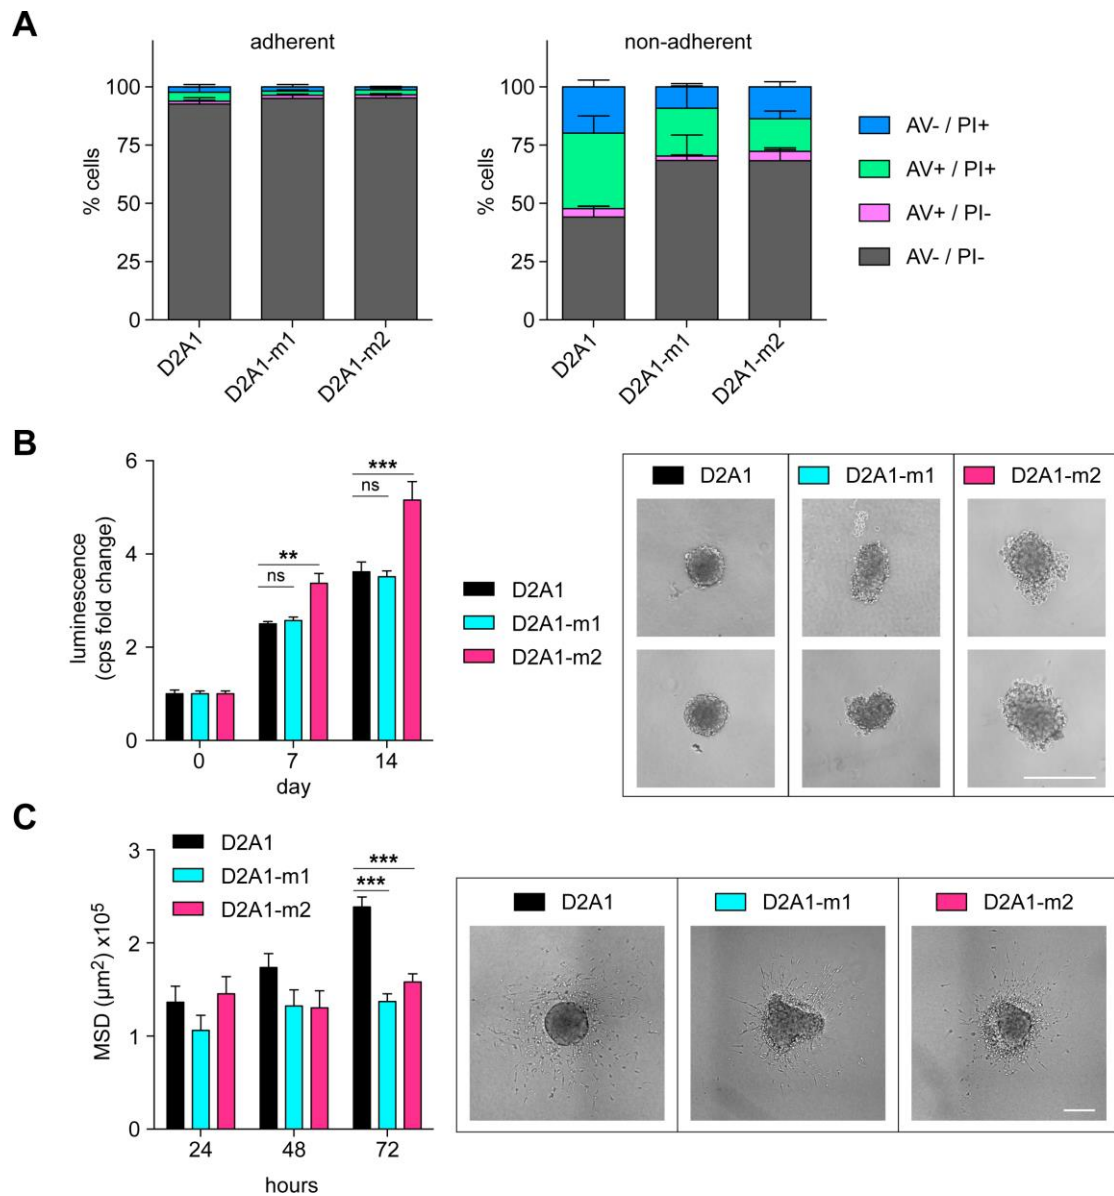 A
adherent
non-adherent
% cells
100
75
50
25
0
D2A1
D2A1-m1
D2A1-m2
% cells
100
75
50
25
0
D2A1
D2A1-m1
D2A1-m2
AV- / PI+
AV+ / PI+
AV+ / PI-
AV- / PI-
B
luminescence
(cps fold change)
6
4
2
0
**
ns
***
ns
0
7
14
day
D2A1
D2A1-m1
D2A1-m2
D2A1
D2A1-m1
D2A1-m2
C
MSD (µm²) x10⁵
3
2
1
0
D2A1
D2A1-m1
D2A1-m2
***
***
24
48
72
hours
D2A1
D2A1-m1
D2A1-m2